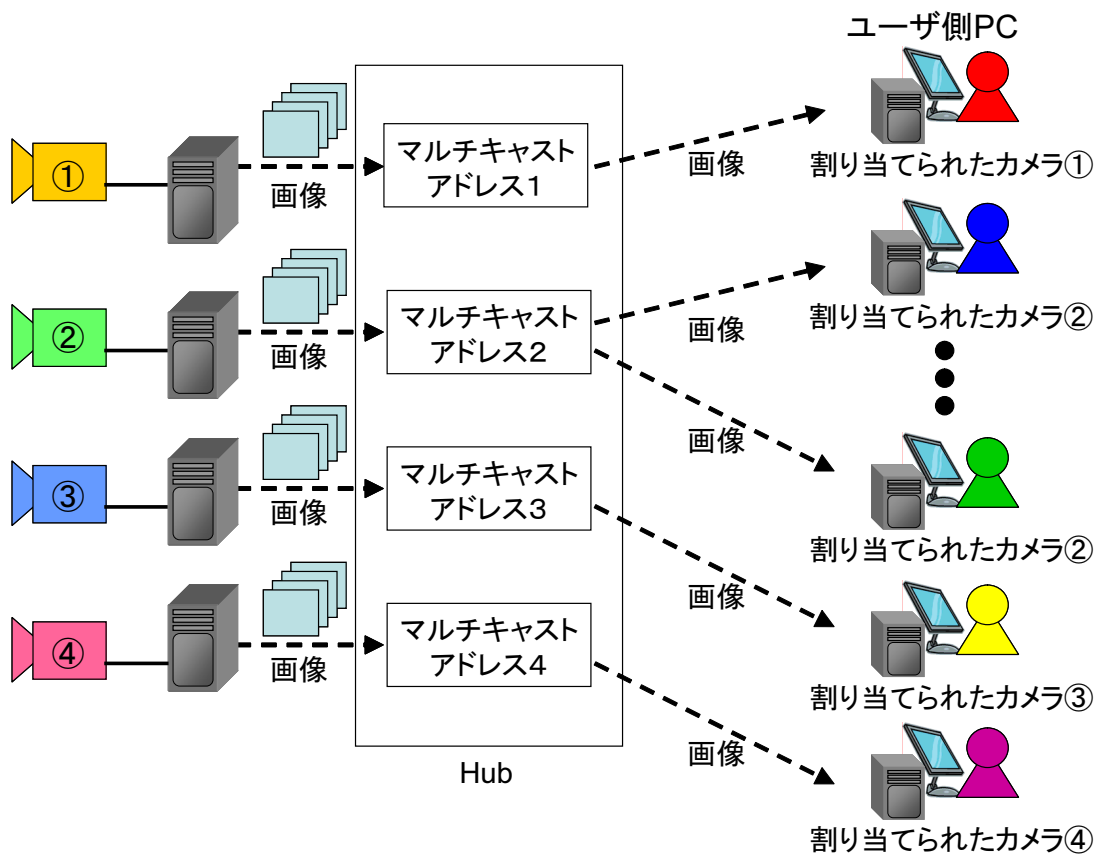 ユーザ側PC
①
画像
マルチキャスト
アドレス1
画像
割り当てられたカメラ①
②
画像
マルチキャスト
アドレス2
画像
割り当てられたカメラ②
画像
割り当てられたカメラ②
③
画像
マルチキャスト
アドレス3
画像
割り当てられたカメラ③
④
画像
マルチキャスト
アドレス4
画像
割り当てられたカメラ④
Hub